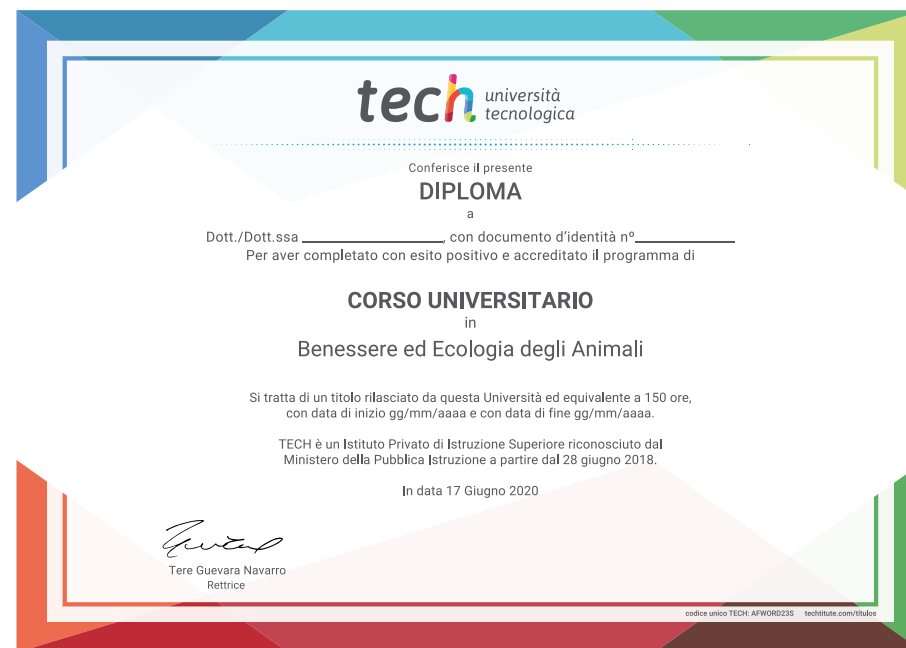 tech università
tecnologica
Conferisce il presente
DIPLOMA
a
Dott./Dott.ssa ________________, con documento d'identità nº____________
Per aver completato con esito positivo e accreditato il programma di
CORSO UNIVERSITARIO
in
Benessere ed Ecologia degli Animali
Si tratta di un titolo rilasciato da questa Università ed equivalente a 150 ore,
con data di inizio gg/mm/aaaa e con data di fine gg/mm/aaaa.
TECH è un Istituto Privato di Istruzione Superiore riconosciuto dal
Ministero della Pubblica Istruzione a partire dal 28 giugno 2018.
In data 17 Giugno 2020
Tere Guevara Navarro
Rettrice
codice unico TECH: AFWORD23S techtitute.com/titulos